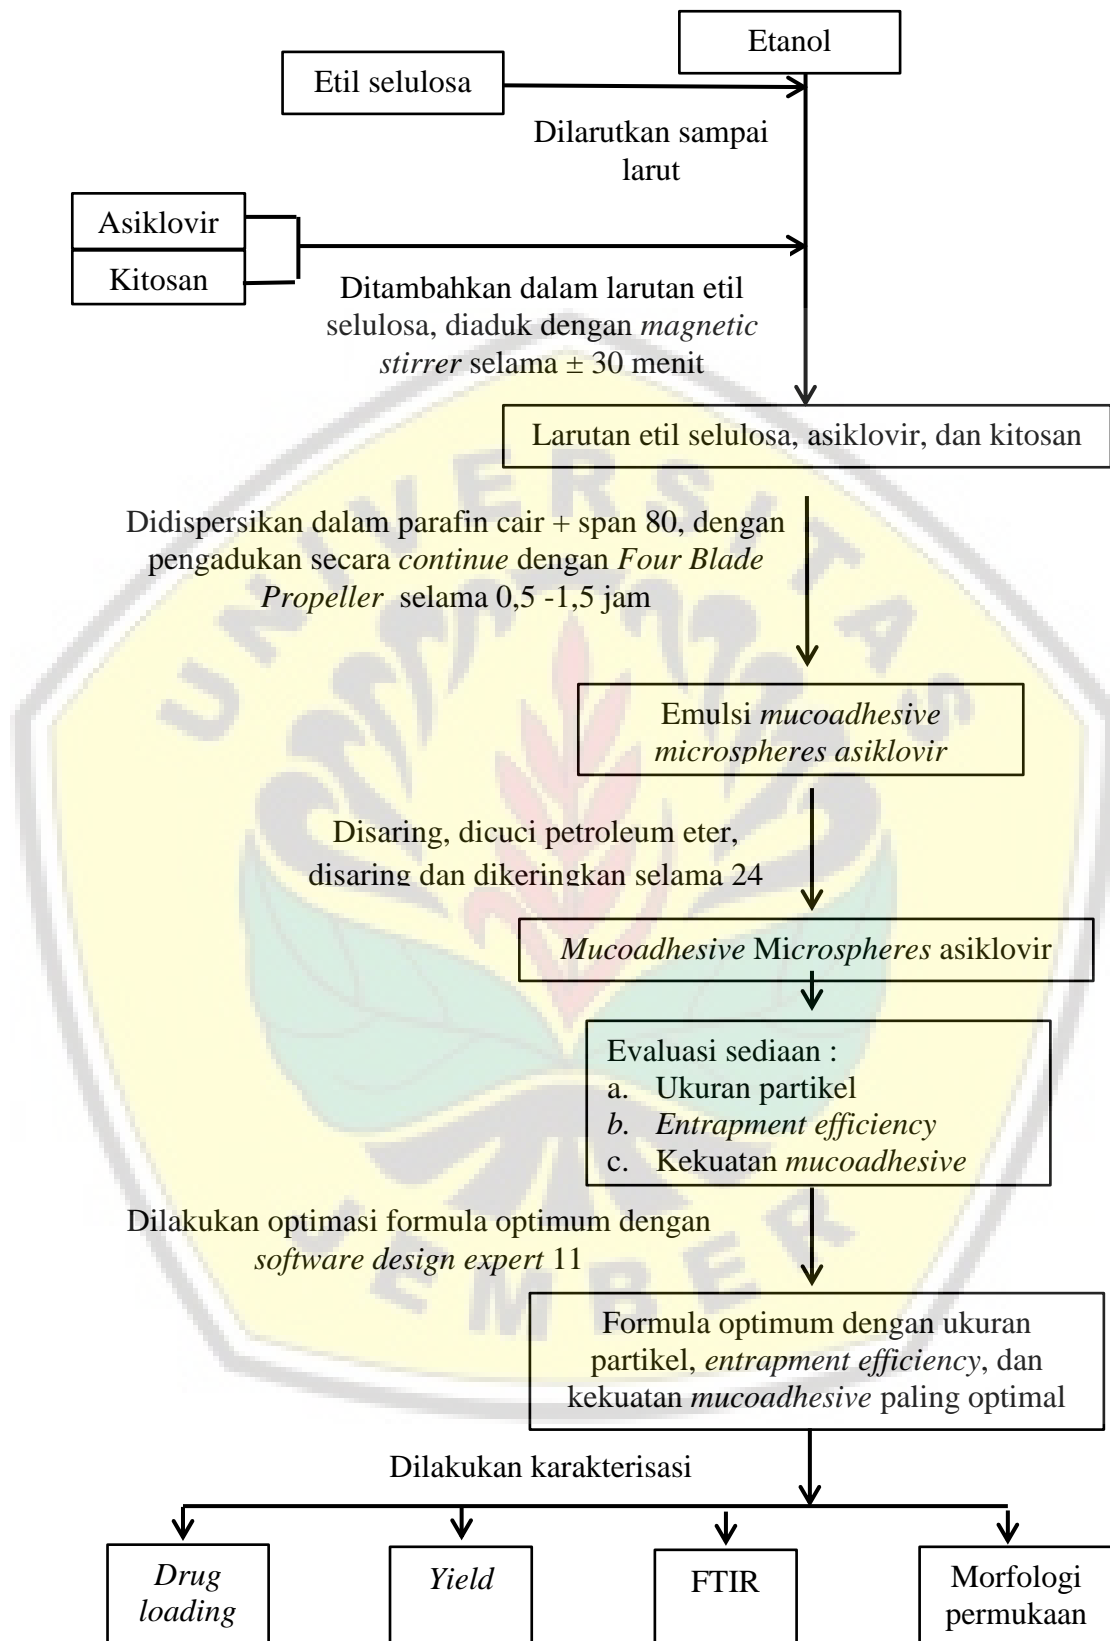 Etanol
Etil selulosa
Dilarutkan sampai
larut
Asiklovir
Kitosan
Ditambahkan dalam larutan etil
selulosa, diaduk dengan magnetic
stirrer selama ± 30 menit
Larutan etil selulosa, asiklovir, dan kitosan
Didispersikan dalam parafin cair + span 80, dengan
pengadukan secara continue dengan Four Blade
Propeller selama 0,5 -1,5 jam
Emulsi mucoadhesive
microspheres asiklovir
Disaring, dicuci petroleum eter,
disaring dan dikeringkan selama 24
Mucoadhesive Microspheres asiklovir
Evaluasi sediaan :
a. Ukuran partikel
b. Entrapment efficiency
c. Kekuatan mucoadhesive
Dilakukan optimasi formula optimum dengan
software design expert 11
Formula optimum dengan ukuran
partikel, entrapment efficiency, dan
kekuatan mucoadhesive paling optimal
Dilakukan karakterisasi
Drug
loading
Yield
FTIR
Morfologi
permukaan
UNIVERSITAS
JEMBER